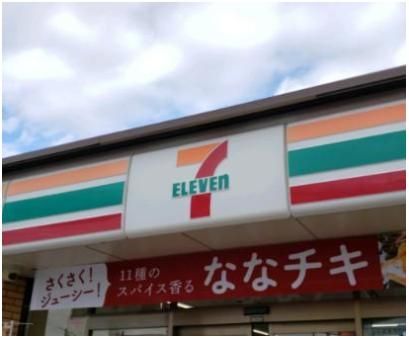 7
ELEVEn
さくさく!
ジューシー!
11種の
スパイス香る
ななチキ